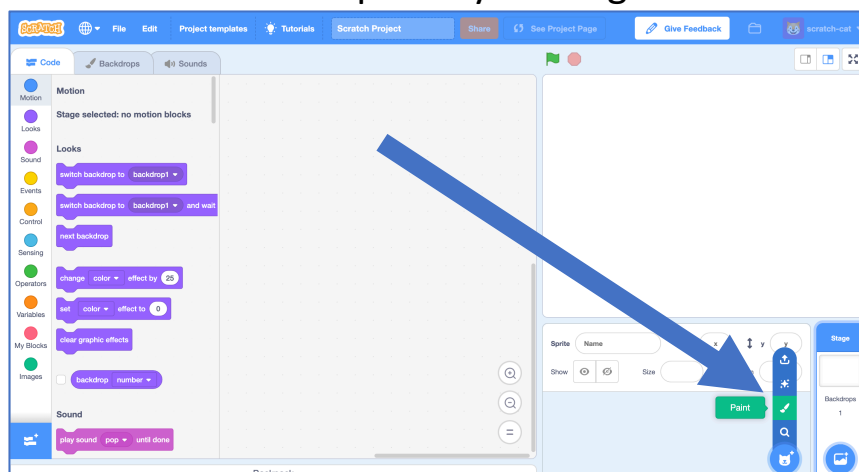 SCRATCH File Edit Project templates Tutorials Scratch Project Share See Project Page Give Feedback scratch-cat
Code Backdrops Sounds
Motion
Looks
Sound
Events
Control
Sensing
Operators
Variables
My Blocks
Images
Motion
Stage selected: no motion blocks
Looks
switch backdrop to backdrop1
switch backdrop to backdrop1 and wait
next backdrop
change color effect by 25
set color effect to 0
clear graphic effects
backdrop number
Sound
play sound pop until done
Sprite Name x y y
Show Size
Paint
Stage
Backdrops
1